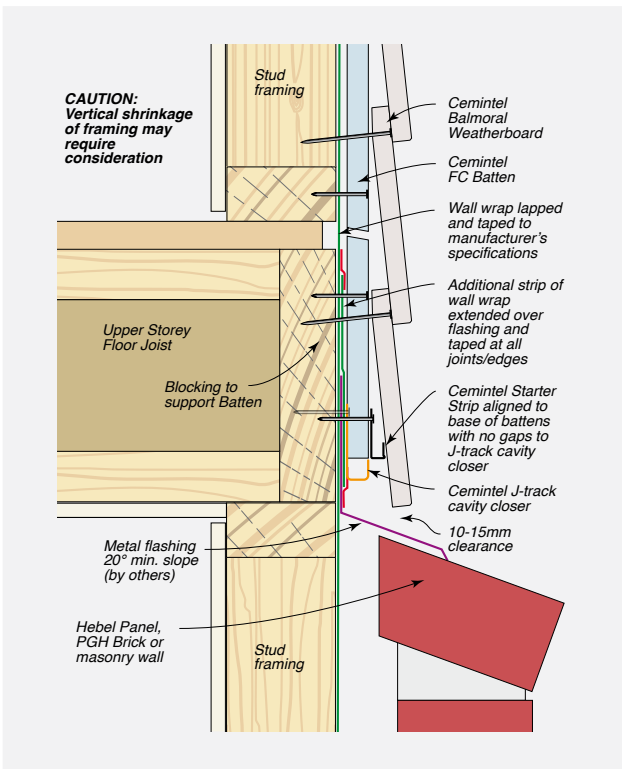 Stud
framing
CAUTION:
Vertical shrinkage
of framing may
require
consideration
Cemintel
Balmoral
Weatherboard
Cemintel
FC Batten
Wall wrap lapped
and taped to
manufacturer's
specifications
Additional strip of
wall wrap
extended over
flashing and
taped at all
joints/edges
Upper Storey
Floor Joist
Blocking to
support Batten
Cemintel Starter
Strip aligned to
base of battens
with no gaps to
J-track cavity
closer
Cemintel J-track
cavity closer
10-15mm
clearance
Metal flashing
20° min. slope
(by others)
Hebel Panel,
PGH Brick or
masonry wall
Stud
framing